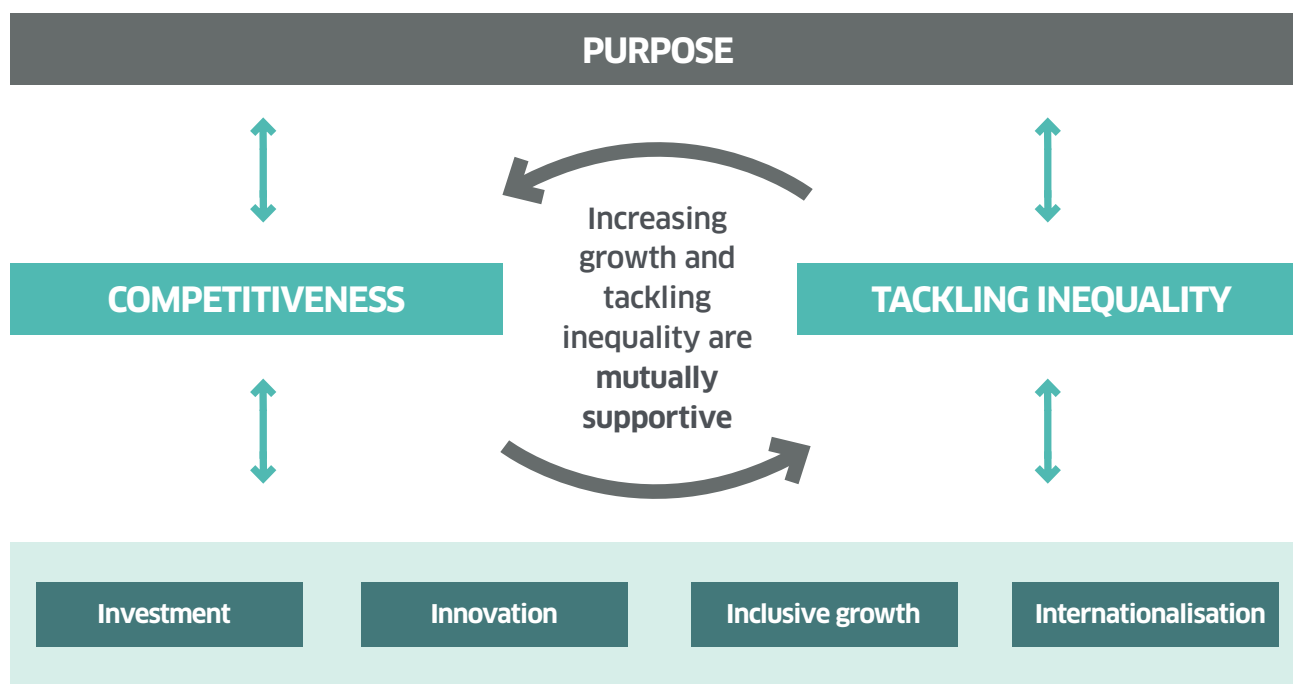 PURPOSE
Increasing
growth and
tackling
inequality are
mutually
supportive
COMPETITIVENESS
TACKLING INEQUALITY
Investment
Innovation
Inclusive growth
Internationalisation